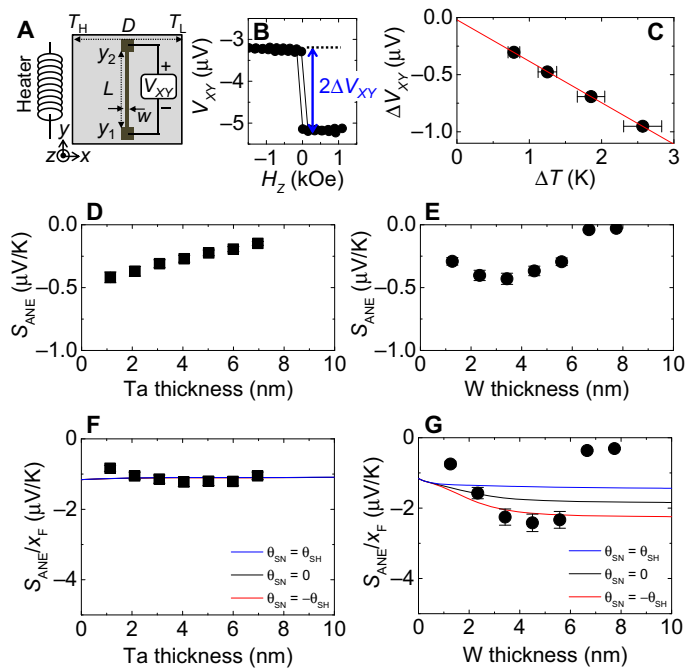 A
T_H D T_L
Heater
y_2
+
L V_XY
w −
y_1
y
z x
B
V_XY (μV)
−3
−4
−5
2ΔV_XY
−1 0 1
H_Z (kOe)
C
ΔV_XY (μV)
0.0
−0.5
−1.0
0 1 2 3
ΔT (K)
D
S_ANE (μV/K)
0.0
−0.5
−1.0
0 2 4 6 8 10
Ta thickness (nm)
E
S_ANE (μV/K)
0.0
−0.5
−1.0
0 2 4 6 8 10
W thickness (nm)
F
S_ANE/x_F (μV/K)
0
−2
−4
θ_SN = θ_SH
θ_SN = 0
θ_SN = −θ_SH
0 2 4 6 8 10
Ta thickness (nm)
G
S_ANE/x_F (μV/K)
0
−2
−4
θ_SN = θ_SH
θ_SN = 0
θ_SN = −θ_SH
0 2 4 6 8 10
W thickness (nm)